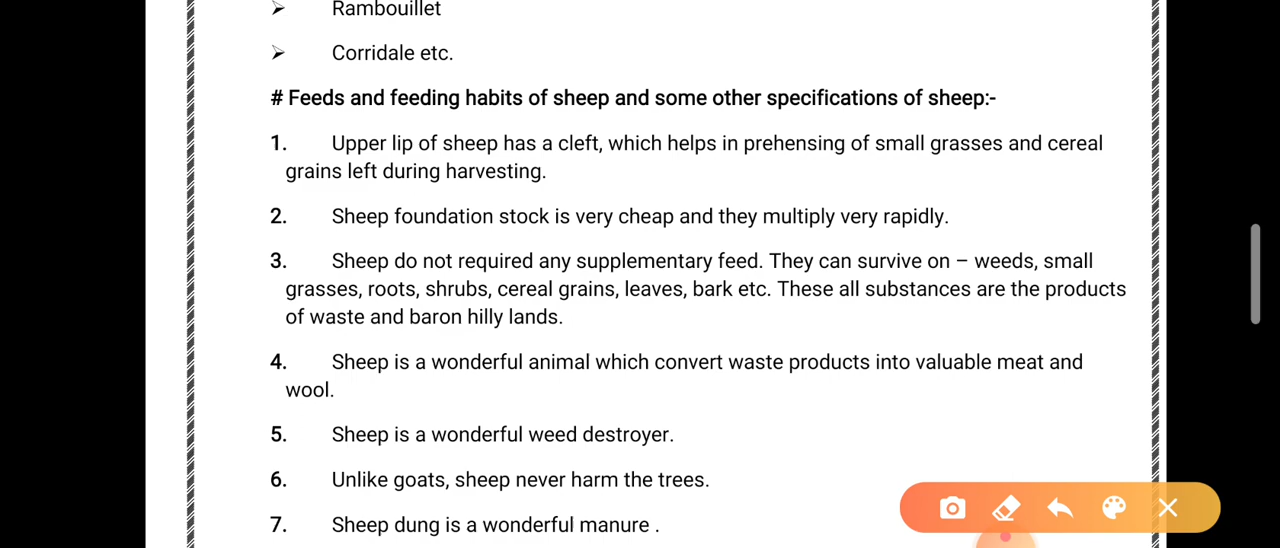 ➢ Rambouillet
➢ Corridale etc.
# Feeds and feeding habits of sheep and some other specifications of sheep:-
1. Upper lip of sheep has a cleft, which helps in prehensing of small grasses and cereal
grains left during harvesting.
2. Sheep foundation stock is very cheap and they multiply very rapidly.
3. Sheep do not required any supplementary feed. They can survive on – weeds, small
grasses, roots, shrubs, cereal grains, leaves, bark etc. These all substances are the products
of waste and baron hilly lands.
4. Sheep is a wonderful animal which convert waste products into valuable meat and
wool.
5. Sheep is a wonderful weed destroyer.
6. Unlike goats, sheep never harm the trees.
7. Sheep dung is a wonderful manure .